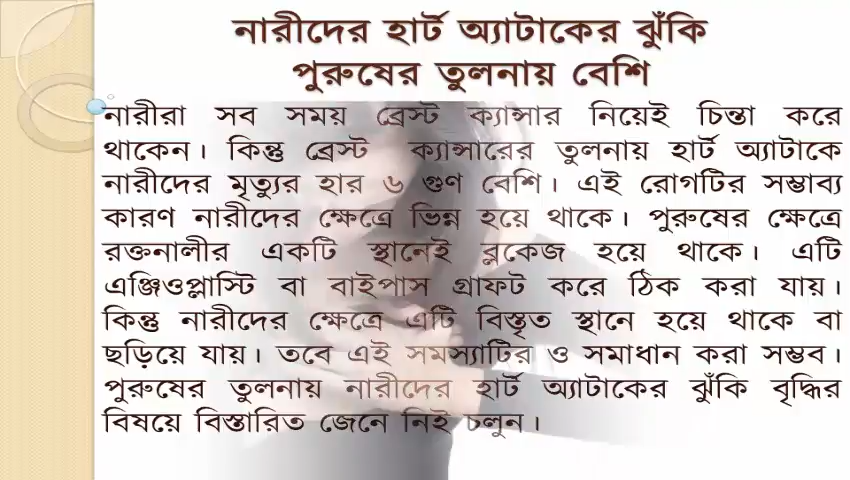 নারীদের হার্ট অ্যাটাকের ঝুঁকি
পুরুষের তুলনায় বেশি
নারীরা সব সময় ব্রেস্ট ক্যান্সার নিয়েই চিন্তা করে
থাকেন। কিন্তু ব্রেস্ট ক্যান্সারের তুলনায় হার্ট অ্যাটাকে
নারীদের মৃত্যুর হার ৬ গুণ বেশি। এই রোগটির সম্ভাব্য
কারণ নারীদের ক্ষেত্রে ভিন্ন হয়ে থাকে। পুরুষের ক্ষেত্রে
রক্তনালীর একটি স্থানেই ব্লকেজ হয়ে থাকে। এটি
এঞ্জিওপ্লাস্টি বা বাইপাস গ্রাফট করে ঠিক করা যায়।
কিন্তু নারীদের ক্ষেত্রে এটি বিস্তৃত স্থানে হয়ে থাকে বা
ছড়িয়ে যায়। তবে এই সমস্যাটির ও সমাধান করা সম্ভব।
পুরুষের তুলনায় নারীদের হার্ট অ্যাটাকের ঝুঁকি বৃদ্ধির
বিষয়ে বিস্তারিত জেনে নিই চলুন।